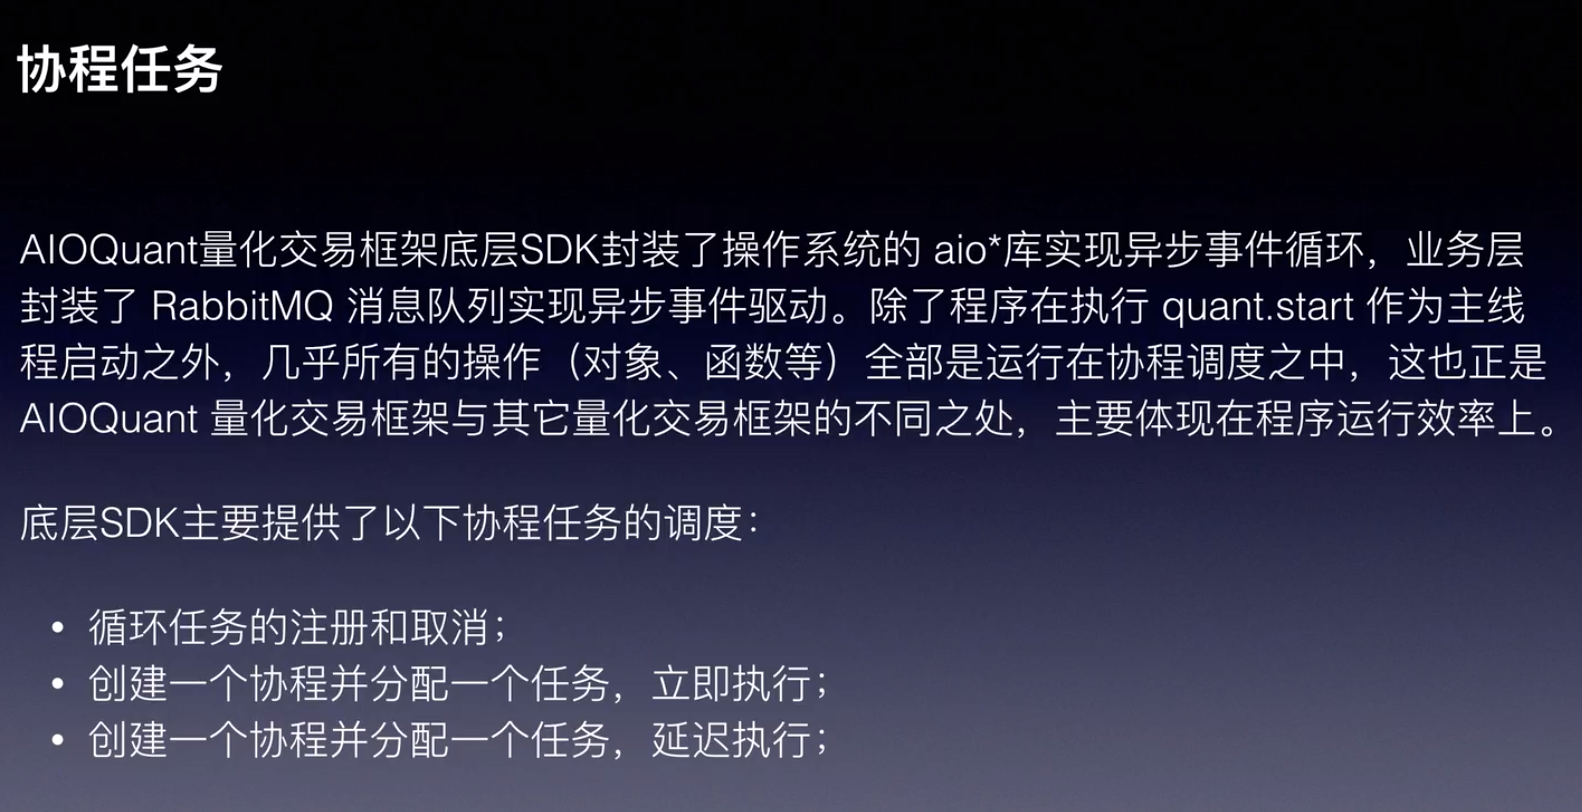 协程任务
AIOQuant量化交易框架底层SDK封装了操作系统的 aio*库实现异步事件循环，业务层
封装了 RabbitMQ 消息队列实现异步事件驱动。除了程序在执行 quant.start 作为主线
程启动之外，几乎所有的操作（对象、函数等）全部是运行在协程调度之中，这也正是
AIOQuant 量化交易框架与其它量化交易框架的不同之处，主要体现在程序运行效率上。
底层SDK主要提供了以下协程任务的调度：
• 循环任务的注册和取消；
• 创建一个协程并分配一个任务，立即执行；
• 创建一个协程并分配一个任务，延迟执行；